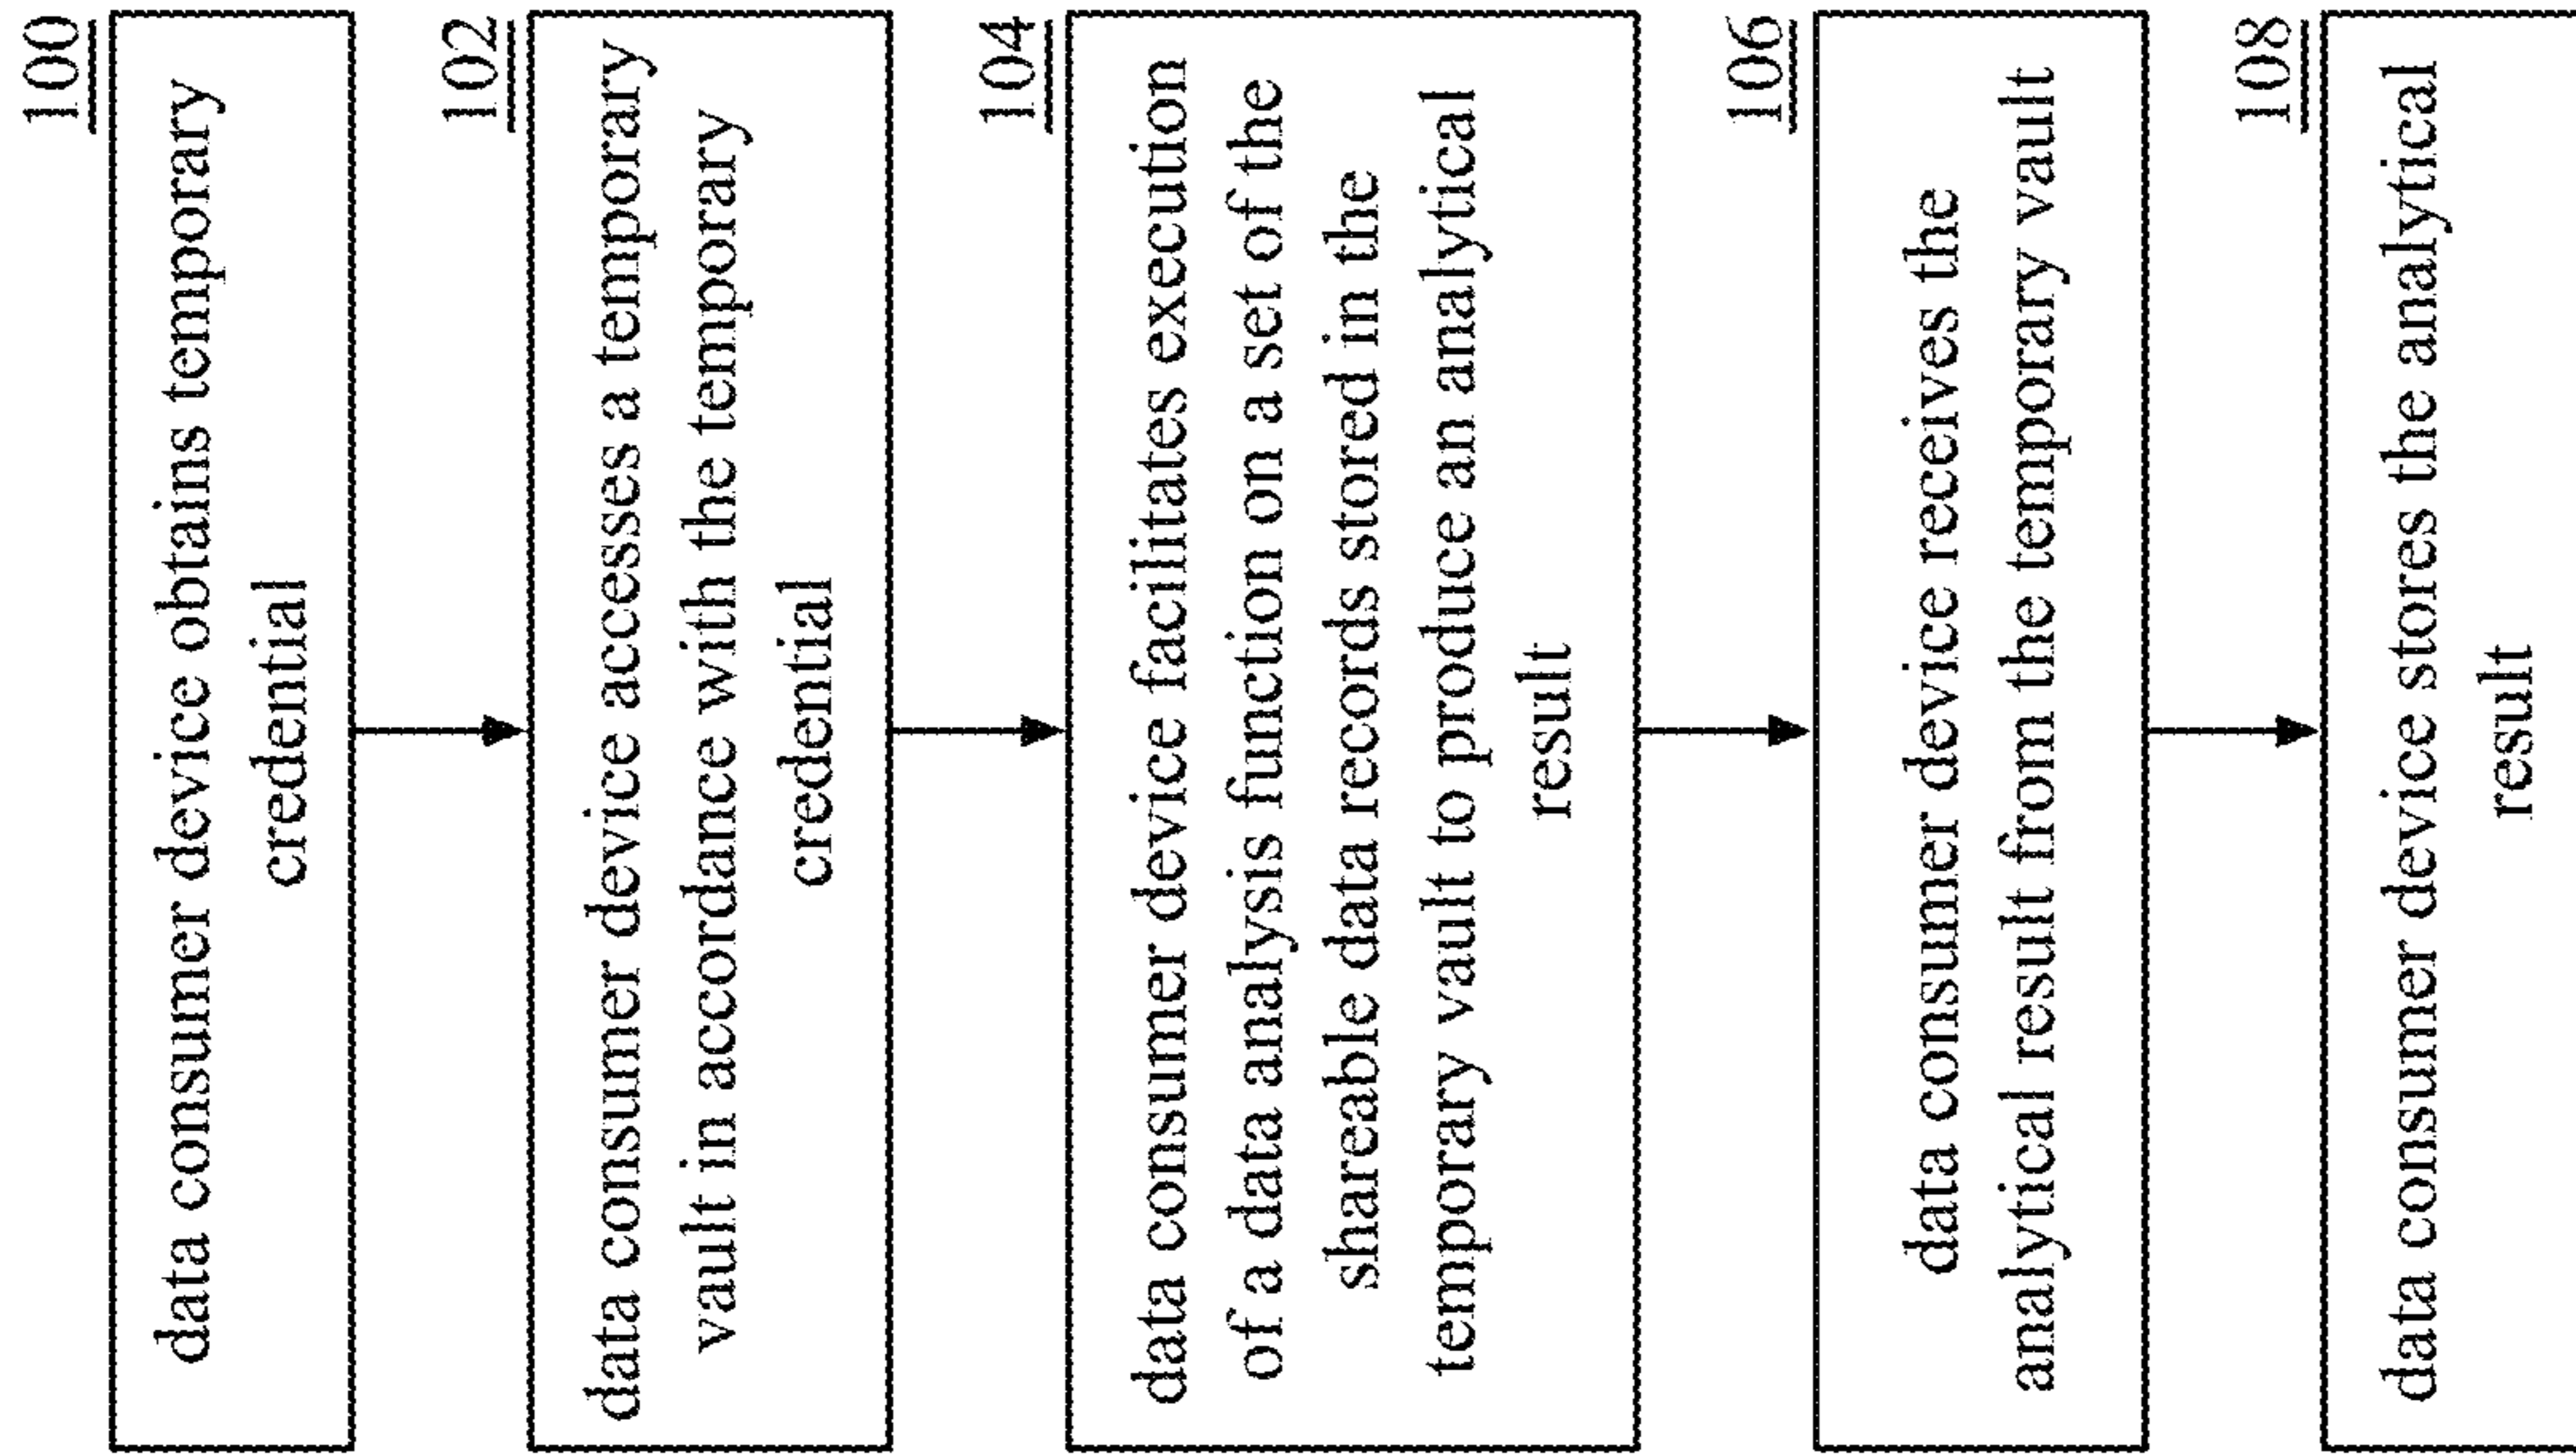 100
data consumer device obtains temporary
credential
102
data consumer device accesses a temporary
vault in accordance with the temporary
credential
104
data consumer device facilitates execution
of a data analysis function on a set of the
shareable data records stored in the
temporary vault to produce an analytical
result
106
data consumer device receives the
analytical result from the temporary vault
108
data consumer device stores the analytical
result